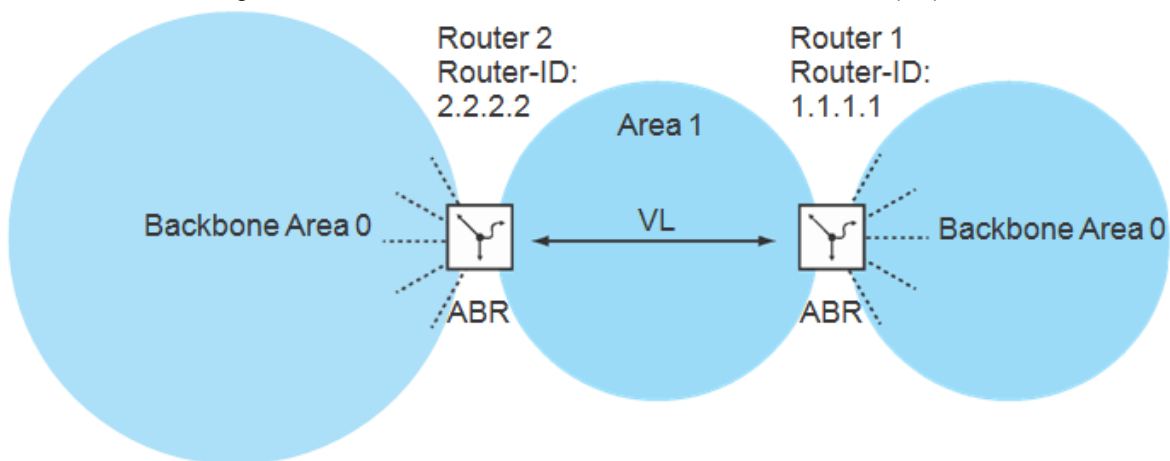 Router 2
Router-ID:
2.2.2.2
Router 1
Router-ID:
1.1.1.1
Area 1
Backbone Area 0
VL
Backbone Area 0
ABR
ABR